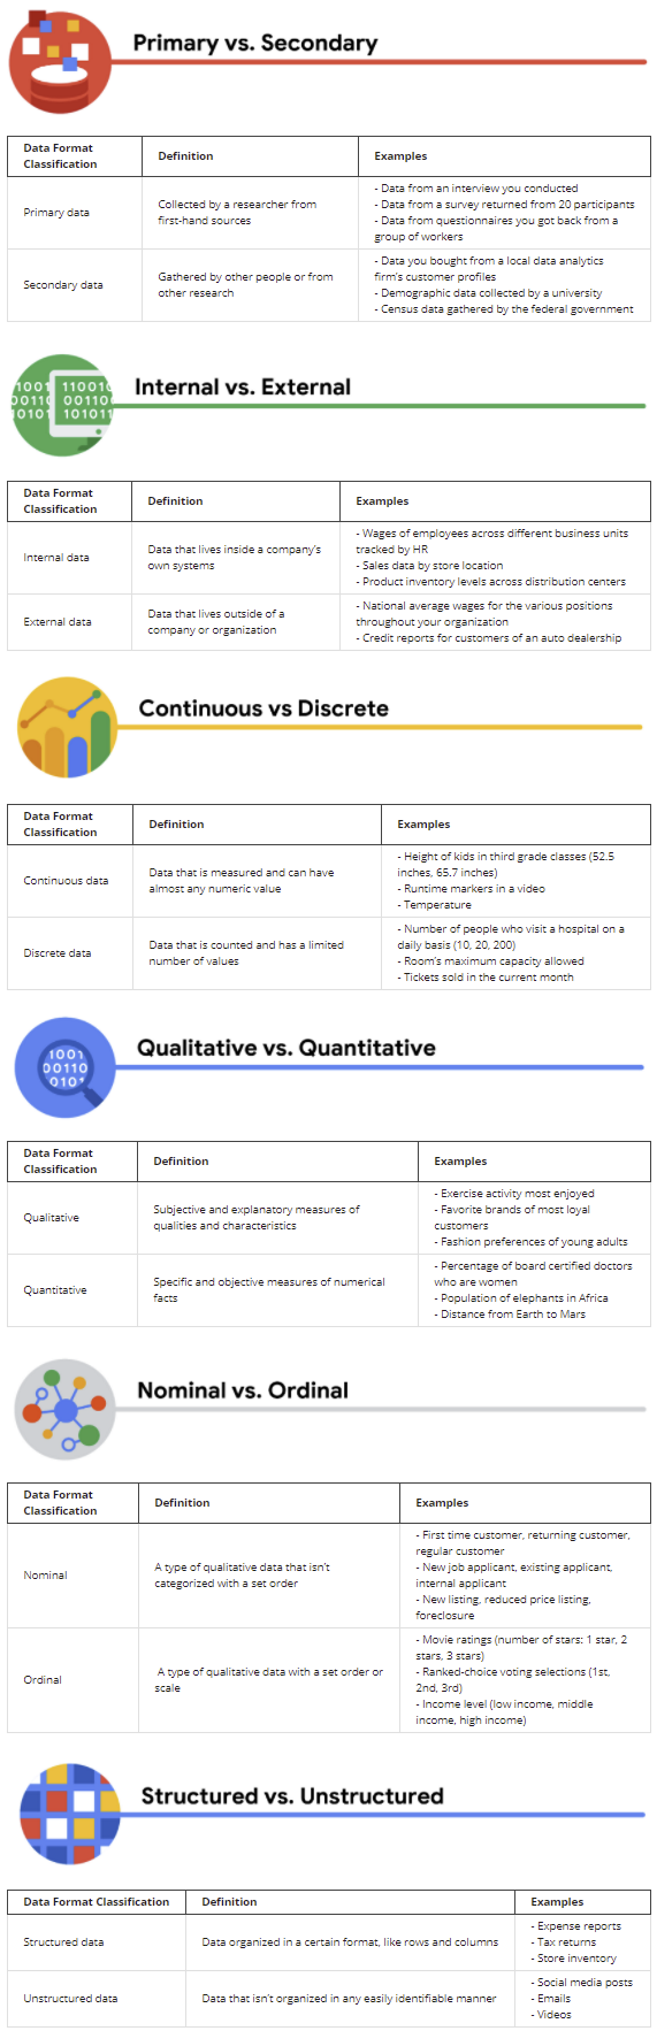 Primary vs. Secondary
Data Format
Classification
Definition
Examples
Primary data
Collected by a researcher from
first-hand sources
- Data from an interview you conducted
- Data from a survey returned from 20 participants
- Data from questionnaires you got back from a
group of workers
Secondary data
Gathered by other people or from
other research
- Data you bought from a local data analytics
firm's customer profiles
- Demographic data collected by a university
- Census data gathered by the federal government
1001 110010
00110 00110
10101 101011
Internal vs. External
Data Format
Classification
Definition
Examples
Internal data
Data that lives inside a company's
own systems
- Wages of employees across different business units
tracked by HR
- Sales data by store location
- Product inventory levels across distribution centers
External data
Data that lives outside of a
company or organization
- National average wages for the various positions
throughout your organization
- Credit reports for customers of an auto dealership
Continuous vs Discrete
Data Format
Classification
Definition
Examples
Continuous data
Data that is measured and can have
almost any numeric value
- Height of kids in third grade classes (52.5
inches, 65.7 inches)
- Runtime markers in a video
- Temperature
Discrete data
Data that is counted and has a limited
number of values
- Number of people who visit a hospital on a
daily basis (10, 20, 200)
- Room's maximum capacity allowed
- Tickets sold in the current month
1001
00110
0101
Qualitative vs. Quantitative
Data Format
Classification
Definition
Examples
Qualitative
Subjective and explanatory measures of
qualities and characteristics
- Exercise activity most enjoyed
- Favorite brands of most loyal
customers
- Fashion preferences of young adults
Quantitative
Specific and objective measures of numerical
facts
- Percentage of board certified doctors
who are women
- Population of elephants in Africa
- Distance from Earth to Mars
Nominal vs. Ordinal
Data Format
Classification
Definition
Examples
Nominal
A type of qualitative data that isn't
categorized with a set order
- First time customer, returning customer,
regular customer
- New job applicant, existing applicant,
internal applicant
- New listing, reduced price listing,
foreclosure
Ordinal
A type of qualitative data with a set order or
scale
- Movie ratings (number of stars: 1 star, 2
stars, 3 stars)
- Ranked-choice voting selections (1st,
2nd, 3rd)
- Income level (low income, middle
income, high income)
Structured vs. Unstructured
Data Format Classification
Definition
Examples
Structured data
Data organized in a certain format, like rows and columns
- Expense reports
- Tax returns
- Store inventory
Unstructured data
Data that isn't organized in any easily identifiable manner
- Social media posts
- Emails
- Videos